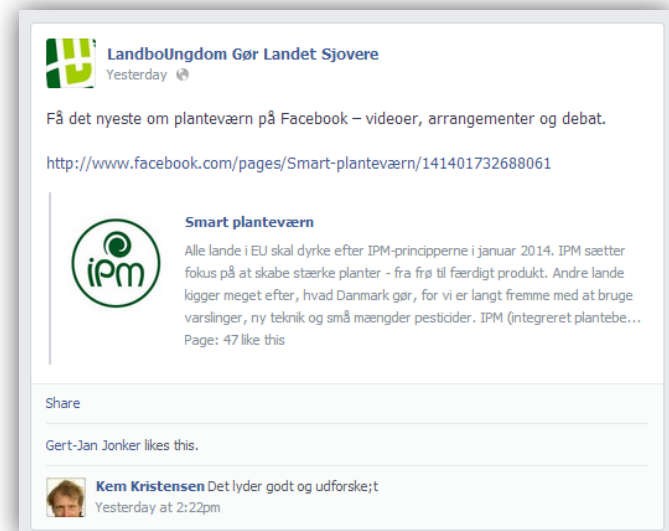 LandboUngdom Gør Landet Sjovere
Yesterday
Få det nyeste om planteværn på Facebook – videoer, arrangementer og debat.
http://www.facebook.com/pages/Smart-planteværn/141401732688061
ipm
Smart planteværn
Alle lande i EU skal dyrke efter IPM-principperne i januar 2014. IPM sætter
fokus på at skabe stærke planter - fra frø til færdigt produkt. Andre lande
kigger meget efter, hvad Danmark gør, for vi er langt fremme med at bruge
varslinger, ny teknik og små mængder pesticider. IPM (integreret plantebe...
Page: 47 like this
Share
Gert-Jan Jonker likes this.
Kem Kristensen Det lyder godt og udforske;t
Yesterday at 2:22pm